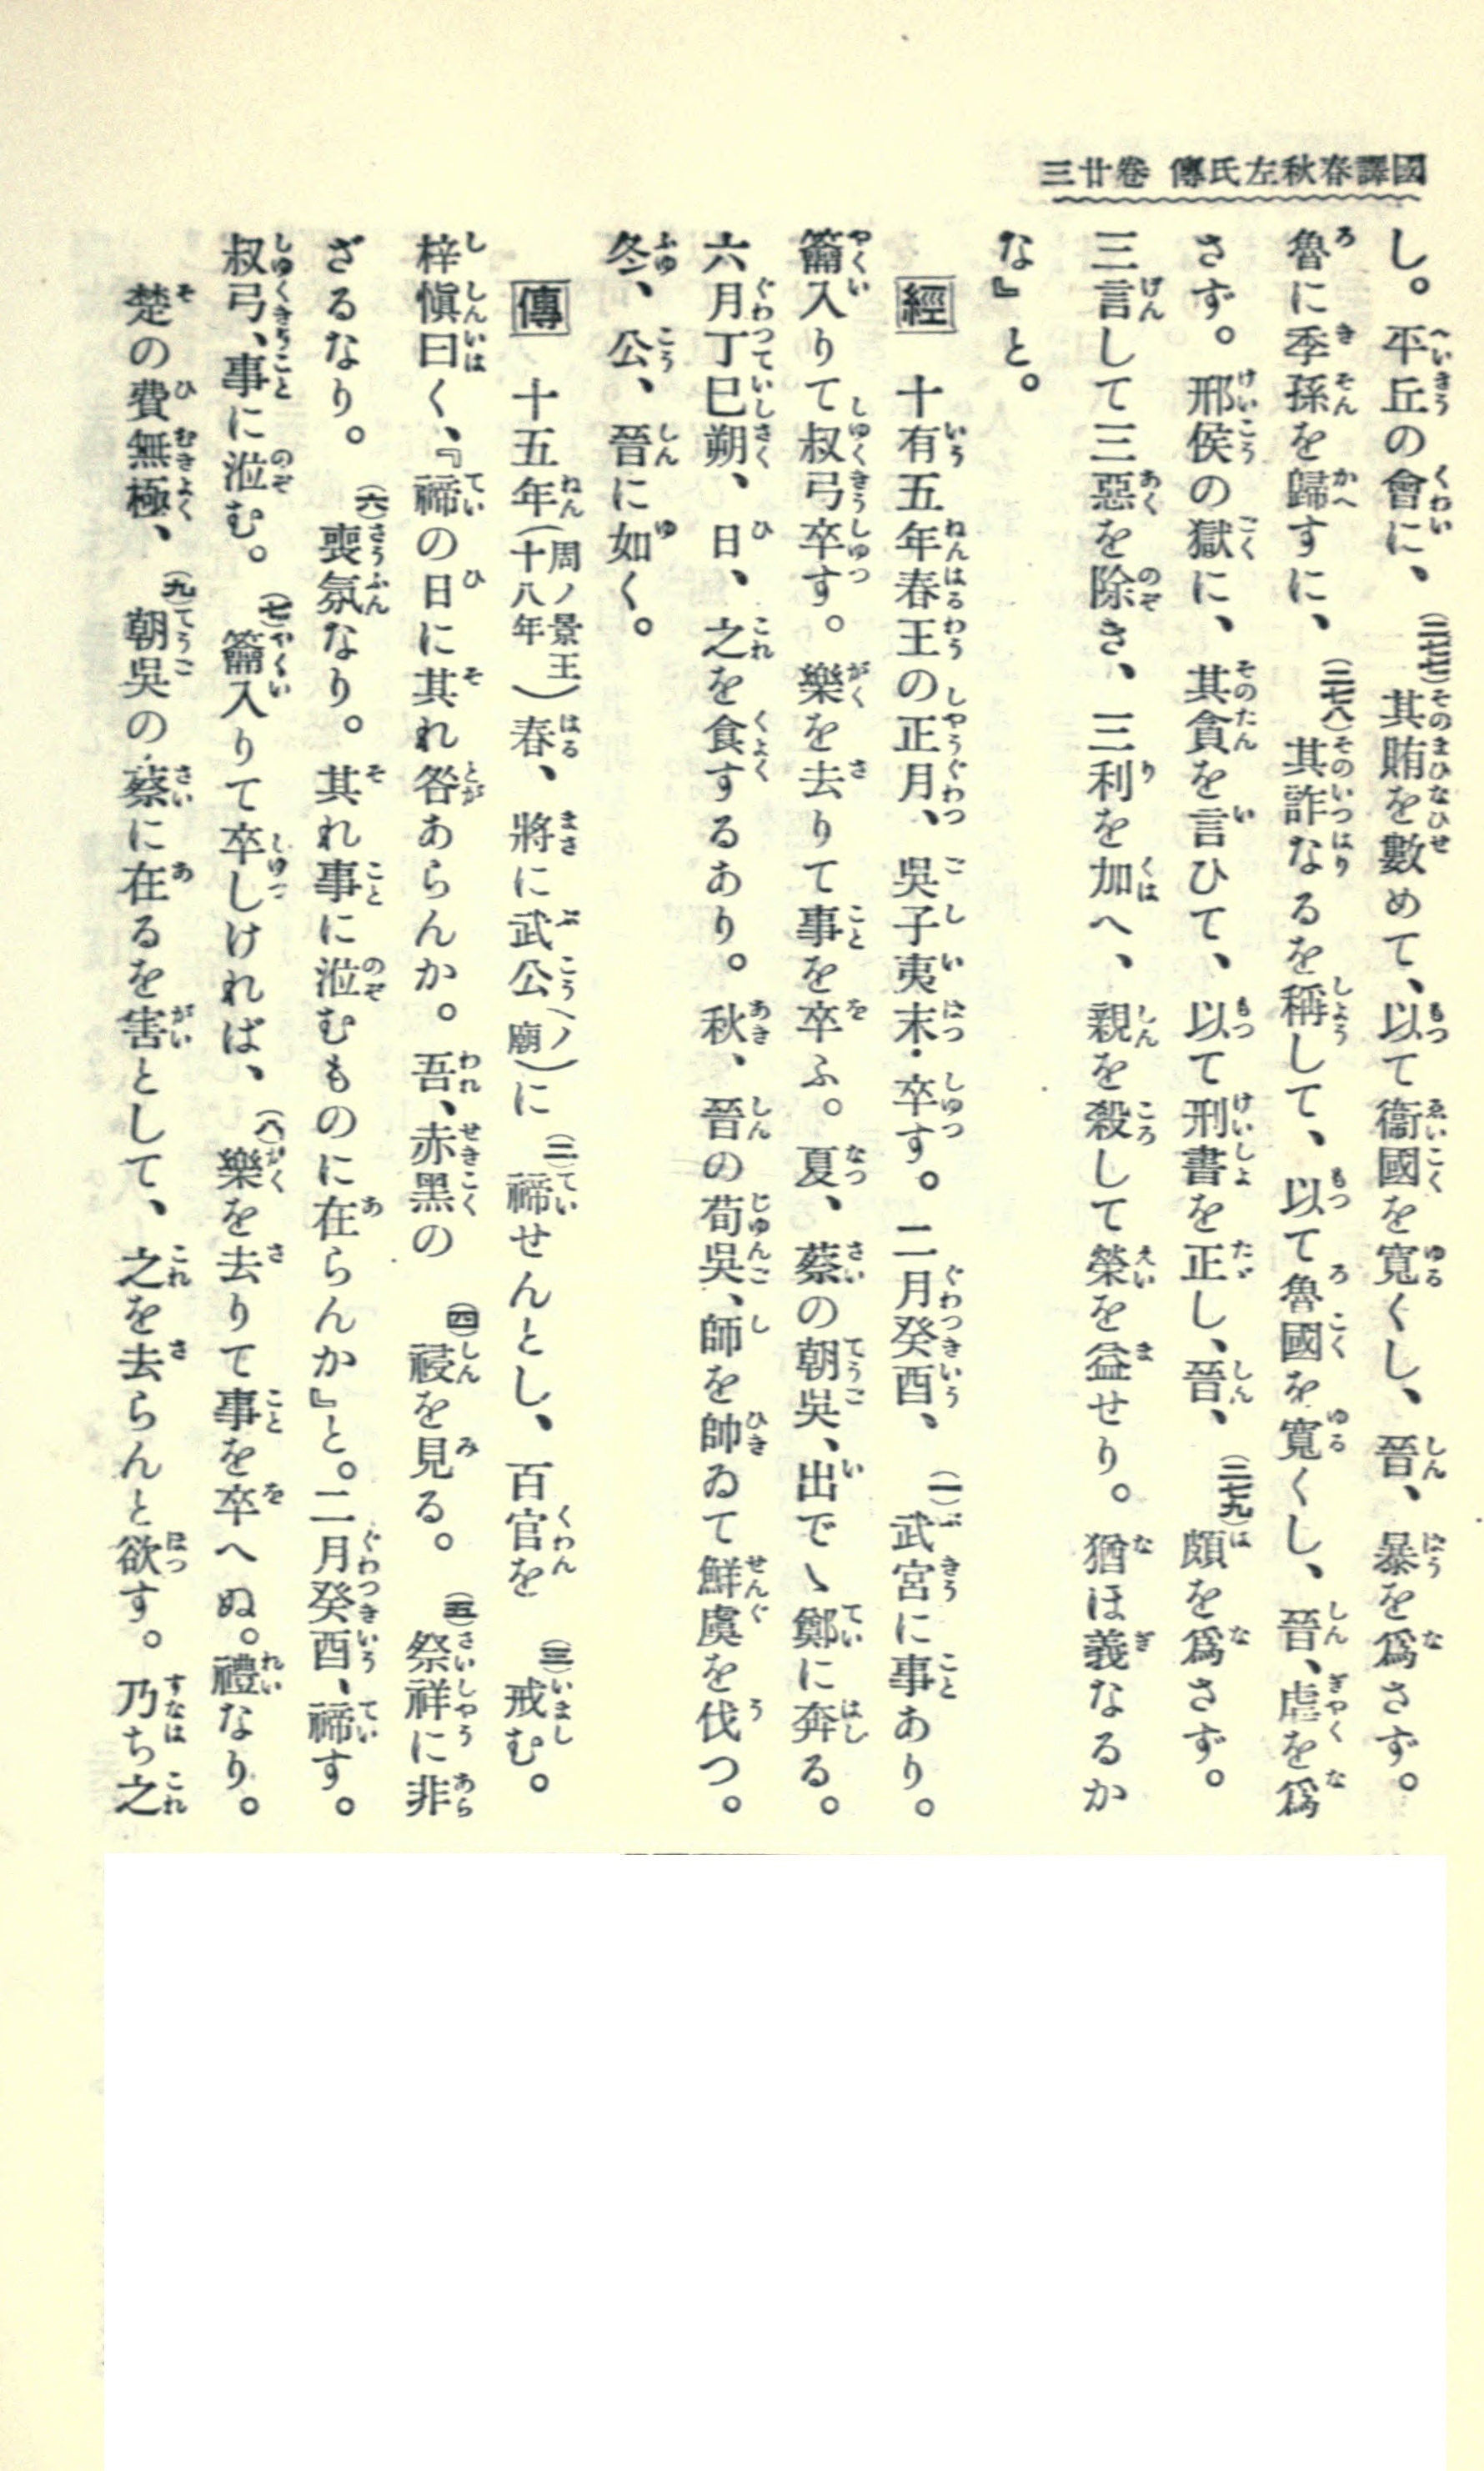 國譯春秋左氏傳 卷廿三
し。平丘の會に、(二七七)其賄を數めて、以て衞國を寬くし、晉、暴を爲さず。
魯に季孫を歸すに、(二七八)其詐なるを稱して、以て魯國を寬くし、晉、虐を爲
さず。邢侯の獄に、其貪を言ひて、以て刑書を正し、晉、(二七九)頗を爲さず。
三言して三惡を除き、三利を加へ、親を殺して榮を益せり。猶ほ義なるか
な』と。
經 十有五年春王の正月、吳子夷末・卒す。二月癸酉、(一)武宮に事あり。
籥入りて叔弓卒す。樂を去りて事を卒ふ。夏、蔡の朝吳、出でゝ鄭に奔る。
六月丁巳朔、日、之を食するあり。秋、晉の荀吳、師を帥ゐて鮮虞を伐つ。
冬、公、晉に如く。
傳 十五年(周ノ景王十八年)春、將に武公(ノ廟)に(二)禘せんとし、百官を(三)戒む。
梓愼曰く、『禘の日に其れ咎あらんか。吾、赤黑の(四)祲を見る。(五)祭祥に非
ざるなり。(六)喪氛なり。其れ事に涖むものに在らんか』と。二月癸酉、禘す。
叔弓、事に涖む。(七)籥入りて卒しければ、(八)樂を去りて事を卒へぬ。禮なり。
楚の費無極、(九)朝吳の蔡に在るを害として、之を去らんと欲す。乃ち之